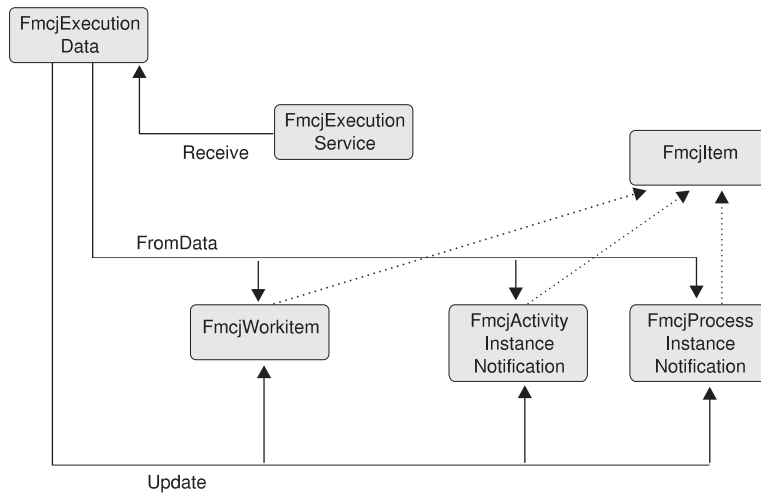 FmcjExecution
Data
FmcjExecution
Service
Receive
FmcjItem
FromData
FmcjWorkitem
FmcjActivity
Instance
Notification
FmcjProcess
Instance
Notification
Update